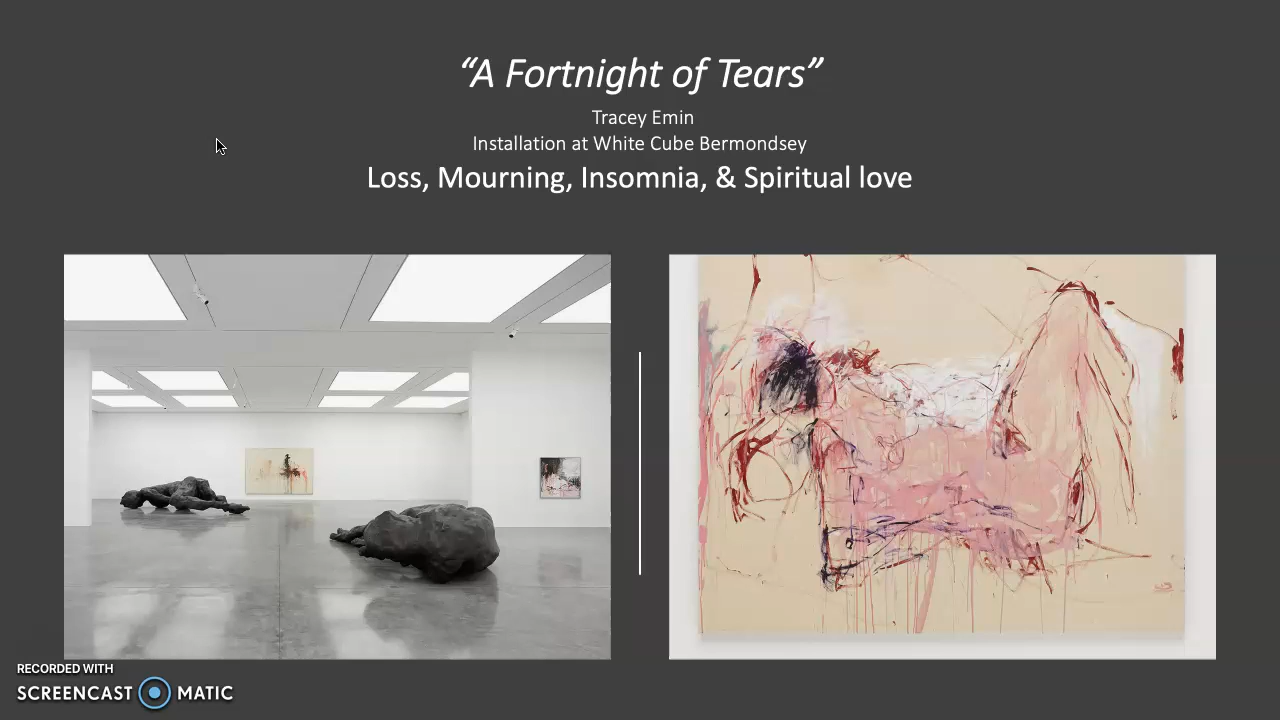 “A Fortnight of Tears”
Tracey Emin
Installation at White Cube Bermondsey
Loss, Mourning, Insomnia, & Spiritual love
RECORDED WITH
SCREENCAST MATIC